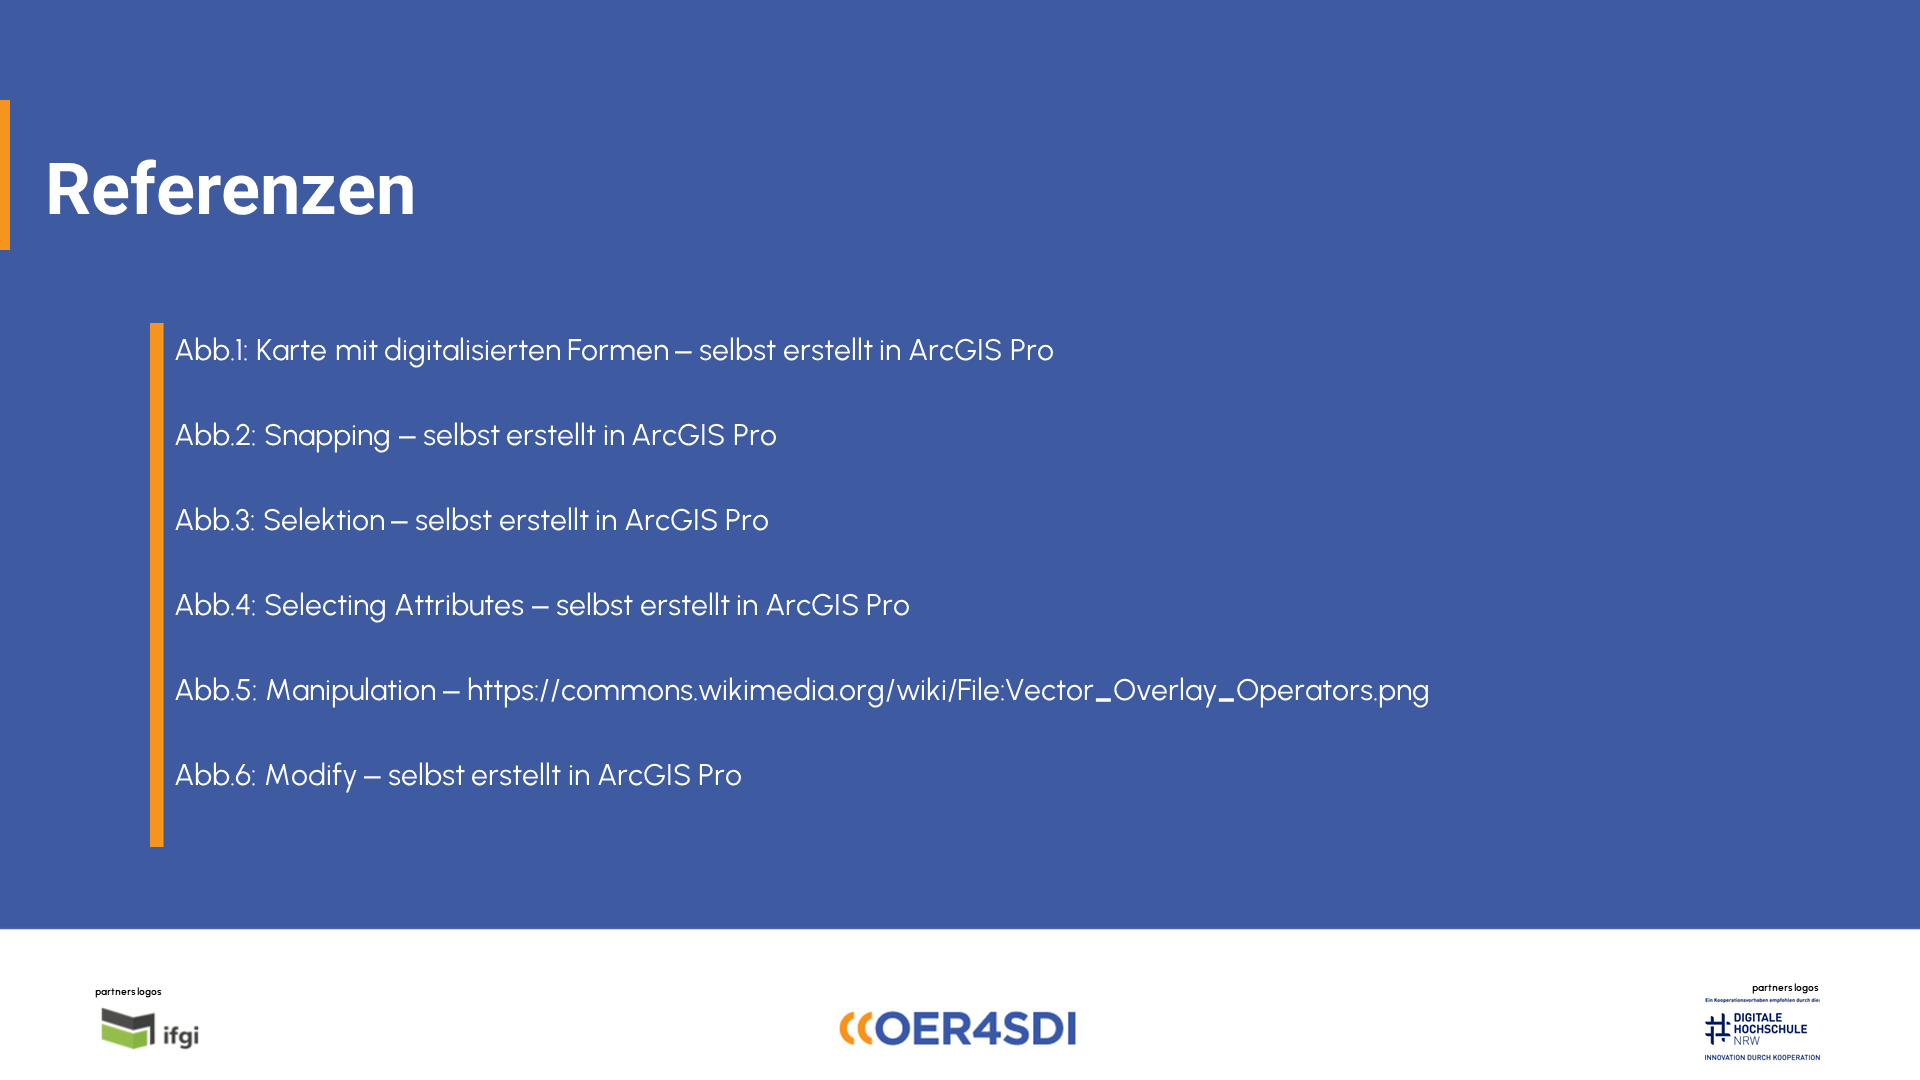 Referenzen
Abb.1: Karte mit digitalisierten Formen – selbst erstellt in ArcGIS Pro
Abb.2: Snapping – selbst erstellt in ArcGIS Pro
Abb.3: Selektion – selbst erstellt in ArcGIS Pro
Abb.4: Selecting Attributes – selbst erstellt in ArcGIS Pro
Abb.5: Manipulation – https://commons.wikimedia.org/wiki/File:Vector_Overlay_Operators.png
Abb.6: Modify – selbst erstellt in ArcGIS Pro
partners logos
ifgi
OER4SDI
partners logos
Ein Kooperationsvorhaben empfohlen durch die:
DIGITALE
HOCHSCHULE
NRW
INNOVATION DURCH KOOPERATION